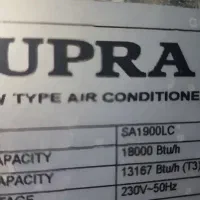 UPRA
TYPE AIR CONDITIONE
SA1900LC
APACITY 18000 Btu/h
APACITY 13167 Btu/h (T3)
230V~50Hz